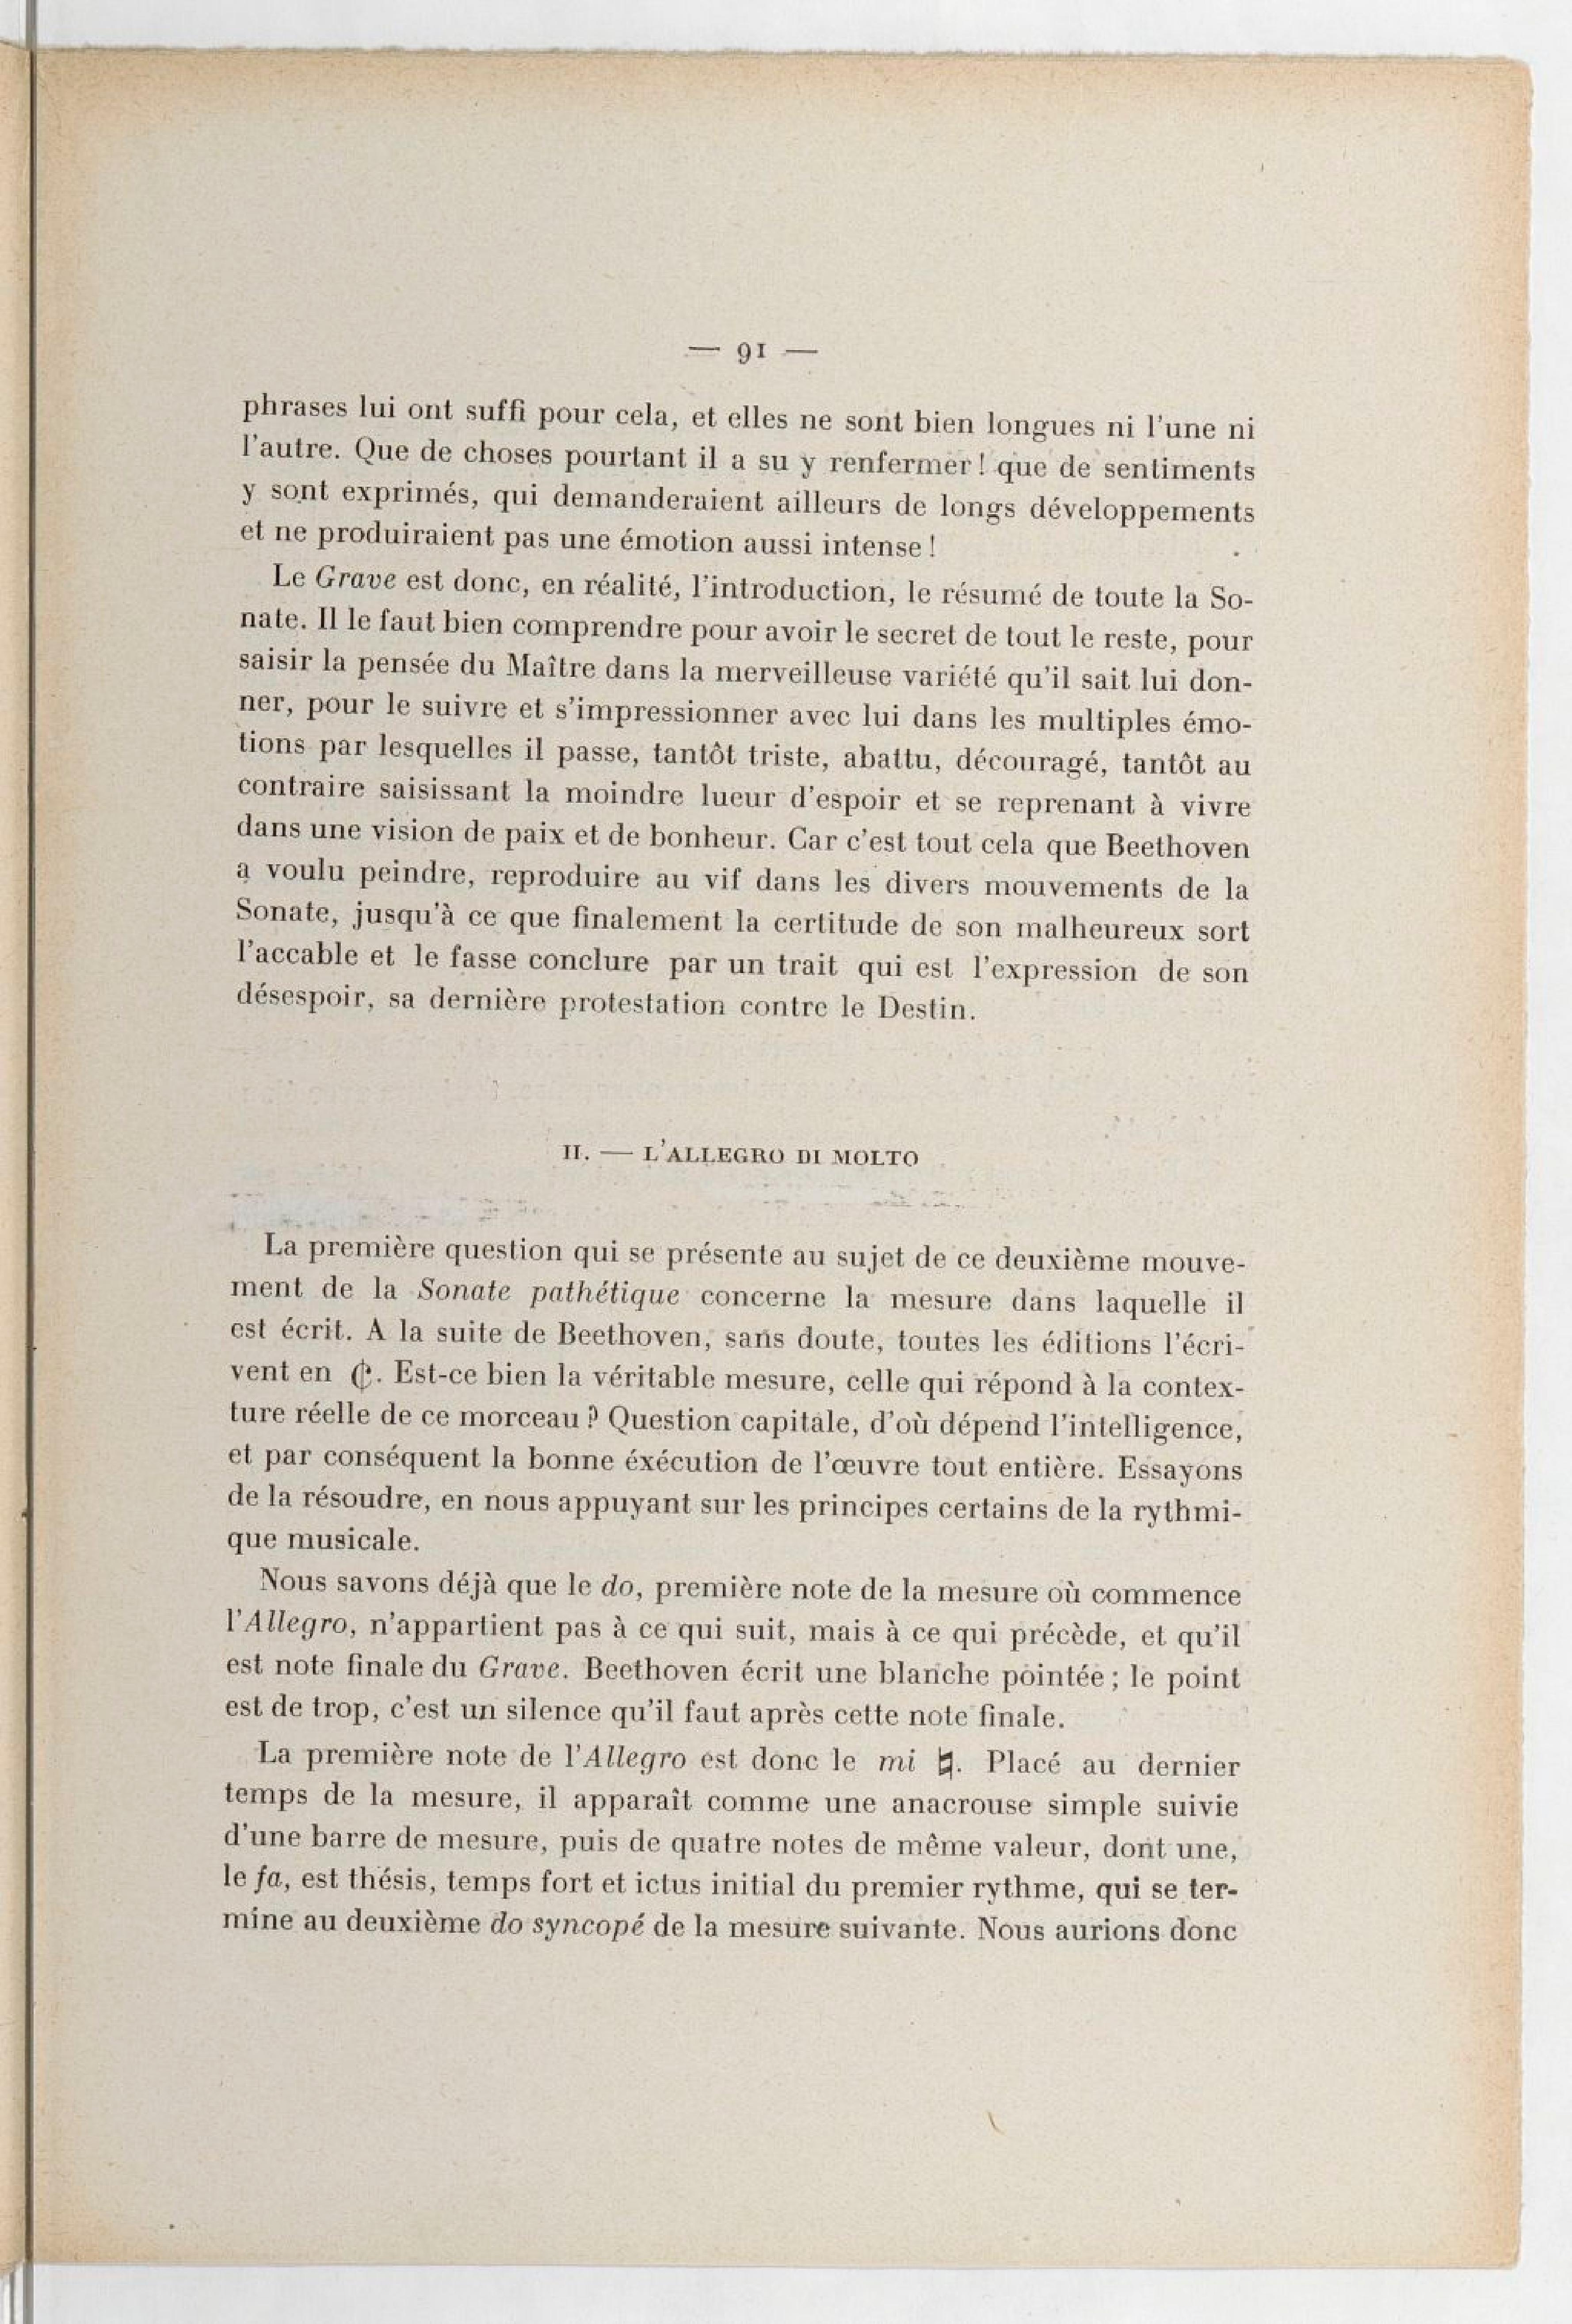 — 91 —
phrases lui ont suffi pour cela, et elles ne sont bien longues ni l'une ni
l'autre. Que de choses pourtant il a su y renfermer ! que de sentiments
y sont exprimés, qui demanderaient ailleurs de longs développements
et ne produiraient pas une émotion aussi intense !
Le Grave est donc, en réalité, l'introduction, le résumé de toute la So-
nate. Il le faut bien comprendre pour avoir le secret de tout le reste, pour
saisir la pensée du Maître dans la merveilleuse variété qu'il sait lui don-
ner, pour le suivre et s'impressionner avec lui dans les multiples émo-
tions par lesquelles il passe, tantôt triste, abattu, découragé, tantôt au
contraire saisissant la moindre lueur d'espoir et se reprenant à vivre
dans une vision de paix et de bonheur. Car c'est tout cela que Beethoven
a voulu peindre, reproduire au vif dans les divers mouvements de la
Sonate, jusqu'à ce que finalement la certitude de son malheureux sort
l'accable et le fasse conclure par un trait qui est l'expression de son
désespoir, sa dernière protestation contre le Destin.
II. — L'ALLEGRO DI MOLTO
La première question qui se présente au sujet de ce deuxième mouve-
ment de la Sonate pathétique concerne la mesure dans laquelle il
est écrit. A la suite de Beethoven, sans doute, toutes les éditions l'écri-
vent en 𝄵. Est-ce bien la véritable mesure, celle qui répond à la contex-
ture réelle de ce morceau ? Question capitale, d'où dépend l'intelligence,
et par conséquent la bonne éxécution de l'œuvre tout entière. Essayons
de la résoudre, en nous appuyant sur les principes certains de la rythmi-
que musicale.
Nous savons déjà que le do, première note de la mesure où commence
l'Allegro, n'appartient pas à ce qui suit, mais à ce qui précède, et qu'il
est note finale du Grave. Beethoven écrit une blanche pointée ; le point
est de trop, c'est un silence qu'il faut après cette note finale.
La première note de l'Allegro est donc le mi ♮. Placé au dernier
temps de la mesure, il apparaît comme une anacrouse simple suivie
d'une barre de mesure, puis de quatre notes de même valeur, dont une,
le fa, est thésis, temps fort et ictus initial du premier rythme, qui se ter-
mine au deuxième do syncopé de la mesure suivante. Nous aurions donc